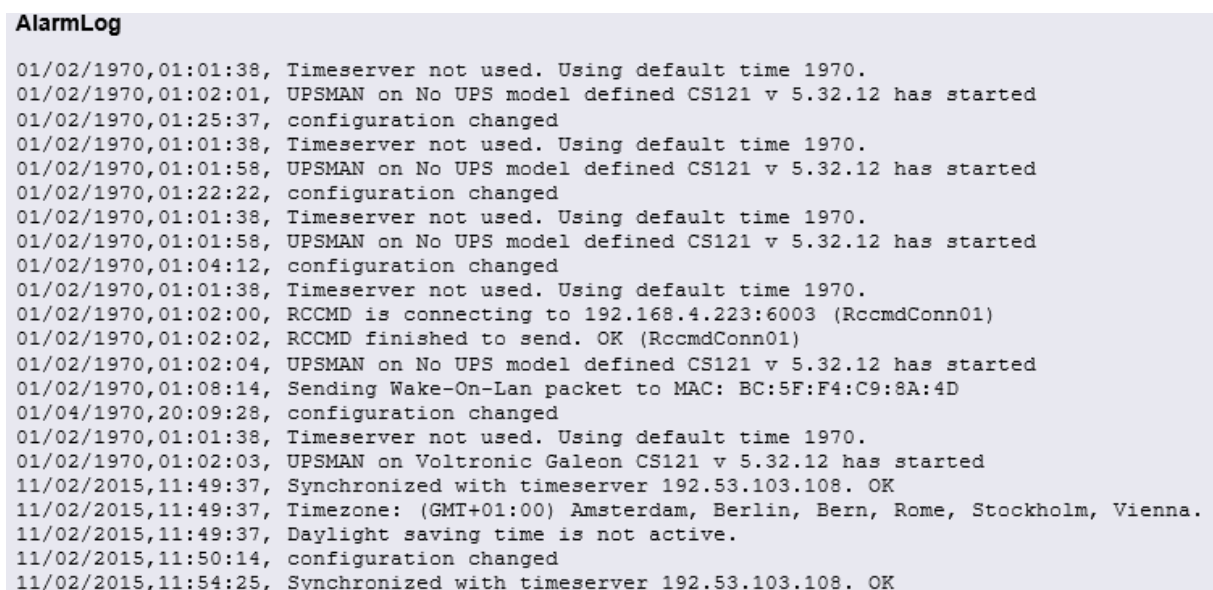 AlarmLog
01/02/1970,01:01:38, Timeserver not used. Using default time 1970.
01/02/1970,01:02:01, UPSMAN on No UPS model defined CS121 v 5.32.12 has started
01/02/1970,01:25:37, configuration changed
01/02/1970,01:01:38, Timeserver not used. Using default time 1970.
01/02/1970,01:01:58, UPSMAN on No UPS model defined CS121 v 5.32.12 has started
01/02/1970,01:22:22, configuration changed
01/02/1970,01:01:38, Timeserver not used. Using default time 1970.
01/02/1970,01:01:58, UPSMAN on No UPS model defined CS121 v 5.32.12 has started
01/02/1970,01:04:12, configuration changed
01/02/1970,01:01:38, Timeserver not used. Using default time 1970.
01/02/1970,01:02:00, RCCMD is connecting to 192.168.4.223:6003 (RccmdConn01)
01/02/1970,01:02:02, RCCMD finished to send. OK (RccmdConn01)
01/02/1970,01:02:04, UPSMAN on No UPS model defined CS121 v 5.32.12 has started
01/02/1970,01:08:14, Sending Wake-On-Lan packet to MAC: BC:5F:F4:C9:8A:4D
01/04/1970,20:09:28, configuration changed
01/02/1970,01:01:38, Timeserver not used. Using default time 1970.
01/02/1970,01:02:03, UPSMAN on Voltronic Galeon CS121 v 5.32.12 has started
11/02/2015,11:49:37, Synchronized with timeserver 192.53.103.108. OK
11/02/2015,11:49:37, Timezone: (GMT+01:00) Amsterdam, Berlin, Bern, Rome, Stockholm, Vienna.
11/02/2015,11:49:37, Daylight saving time is not active.
11/02/2015,11:50:14, configuration changed
11/02/2015,11:54:25, Synchronized with timeserver 192.53.103.108. OK